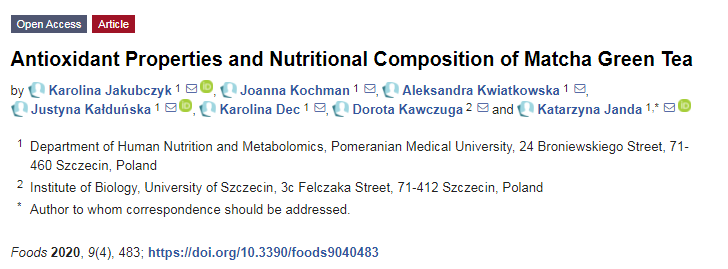 Open Access Article
Antioxidant Properties and Nutritional Composition of Matcha Green Tea
by Karolina Jakubczyk 1, Joanna Kochman 1, Aleksandra Kwiatkowska 1,
Justyna Kałduńska 1, Karolina Dec 1, Dorota Kawczuga 2 and Katarzyna Janda 1,*
1 Department of Human Nutrition and Metabolomics, Pomeranian Medical University, 24 Broniewskiego Street, 71-
460 Szczecin, Poland
2 Institute of Biology, University of Szczecin, 3c Felczaka Street, 71-412 Szczecin, Poland
* Author to whom correspondence should be addressed.
Foods 2020, 9(4), 483; https://doi.org/10.3390/foods9040483